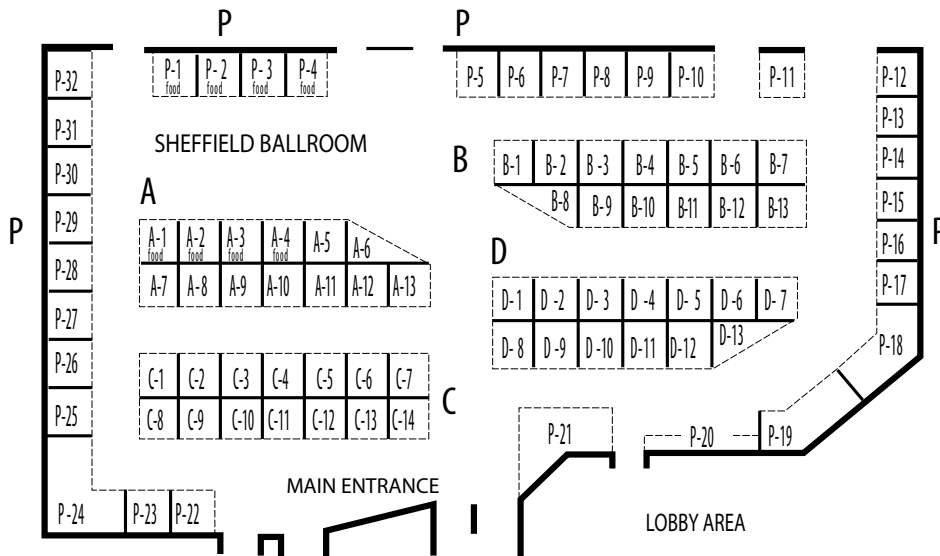 P P
P-1 P- 2 P - 3 P-4 P-5 P-6 P-7 P-8 P-9 P-10 P-11 P-12
food food food food
P-32
P-13
P-31
SHEFFIELD BALLROOM
B
B-1 B- 2 B -3 B-4 B- 5 B -6 B-7
P-14
P-30
A
B-8 B- 9 B-10 B-11 B-12 B-13
P-15
P-29
P
A-1 A-2 A-3 A-4 A-5 A-6
food food food food
P-16
P
D
P-28
A-7 A- 8 A-9 A-10 A-11 A-12 A-13
P-17
D- 1 D -2 D- 3 D -4 D- 5 D -6 D- 7
P-27
D- 8 D -9 D -10 D-11 D-12 D-13
P-18
P-26
C-1 C-2 C-3 C-4 C-5 C-6 C-7
C
P-25
C-8 C-9 C-10 C-11 C-12 C-13 C-14
P-21 P-20 P-19
MAIN ENTRANCE
P-24 P-23 P-22
LOBBY AREA